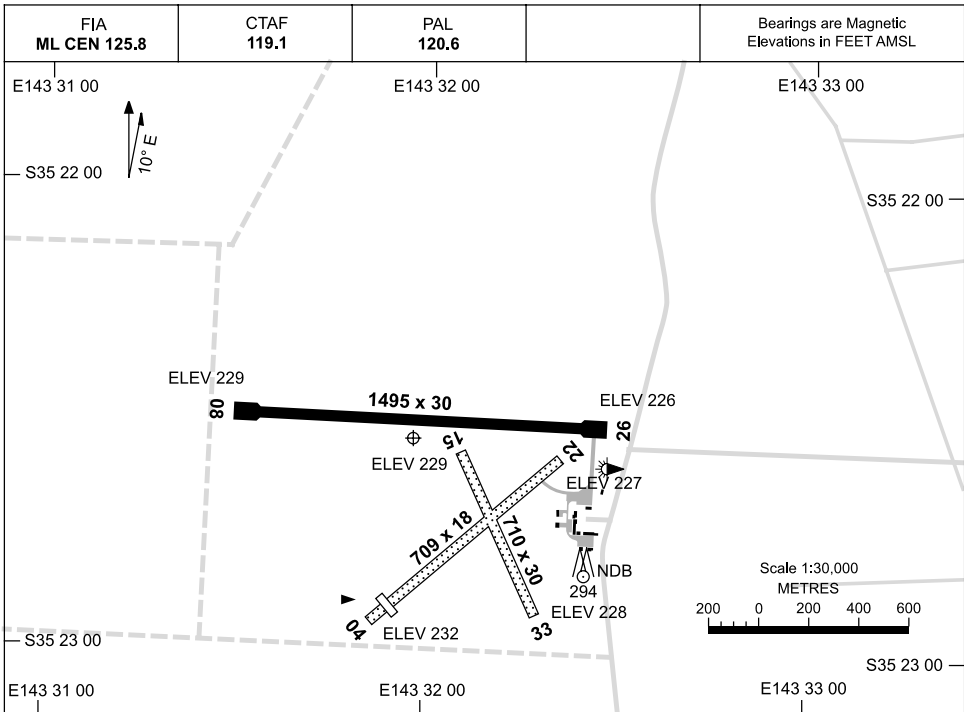 FIA
ML CEN 125.8
CTAF
119.1
PAL
120.6
Bearings are Magnetic
Elevations in FEET AMSL
E143 31 00
E143 32 00
E143 33 00
10° E
S35 22 00
S35 22 00
ELEV 229
08
1495 x 30
ELEV 226
26
15
22
ELEV 229
ELEV 227
709 x 18
710 x 30
NDB
294
ELEV 228
04
ELEV 232
33
Scale 1:30,000
METRES
200 0 200 400 600
S35 23 00
S35 23 00
E143 31 00
E143 32 00
E143 33 00